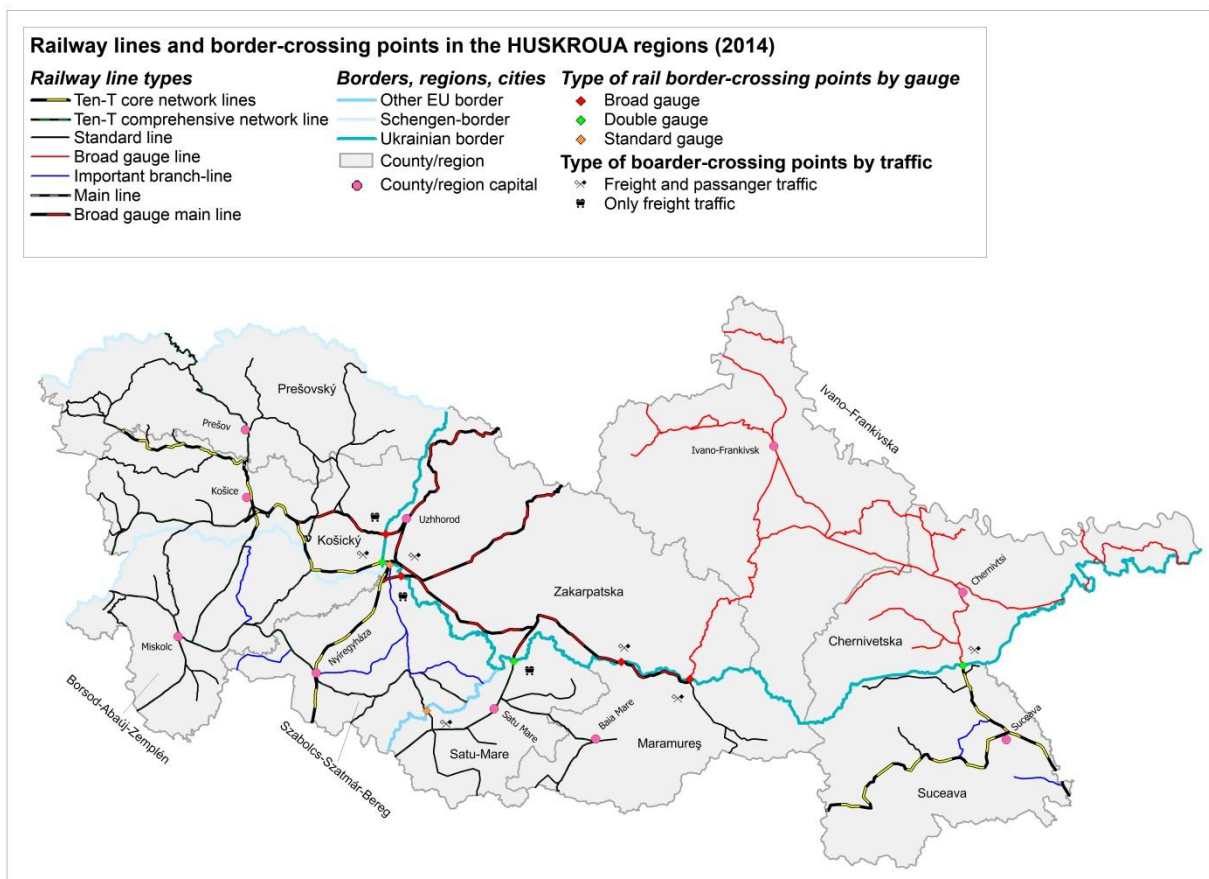 Railway lines and border-crossing points in the HUSKROUA regions (2014)
Railway line types
Ten-T core network lines
Ten-T comprehensive network line
Standard line
Broad gauge line
Important branch-line
Main line
Broad gauge main line
Borders, regions, cities
Other EU border
Schengen-border
Ukrainian border
County/region
County/region capital
Type of rail border-crossing points by gauge
Broad gauge
Double gauge
Standard gauge
Type of boarder-crossing points by traffic
Freight and passanger traffic
Only freight traffic
Prešovský
Prešov
Ivano–Frankivska
Ivano-Frankivsk
Košice
Uzhhorod
Košický
Zakarpatska
Chernivtsi
Chernivetska
Miskolc
Nyíregyháza
Borsod-Abaúj-Zemplén
Szabolcs-Szatmár-Bereg
Satu Mare
Satu-Mare
Baia Mare
Maramureş
Suceava
Suceava